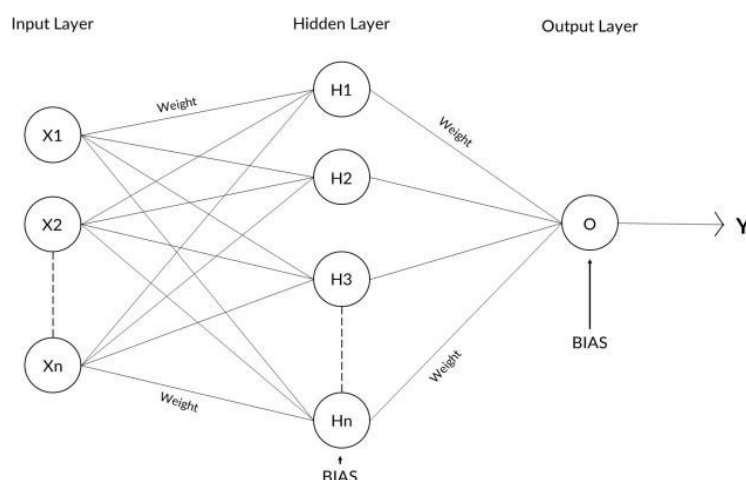 Input Layer
Hidden Layer
Output Layer
Weight
H1
Weight
X1
H2
X2
O
Y
H3
BIAS
Xn
Weight
Weight
Hn
BIAS